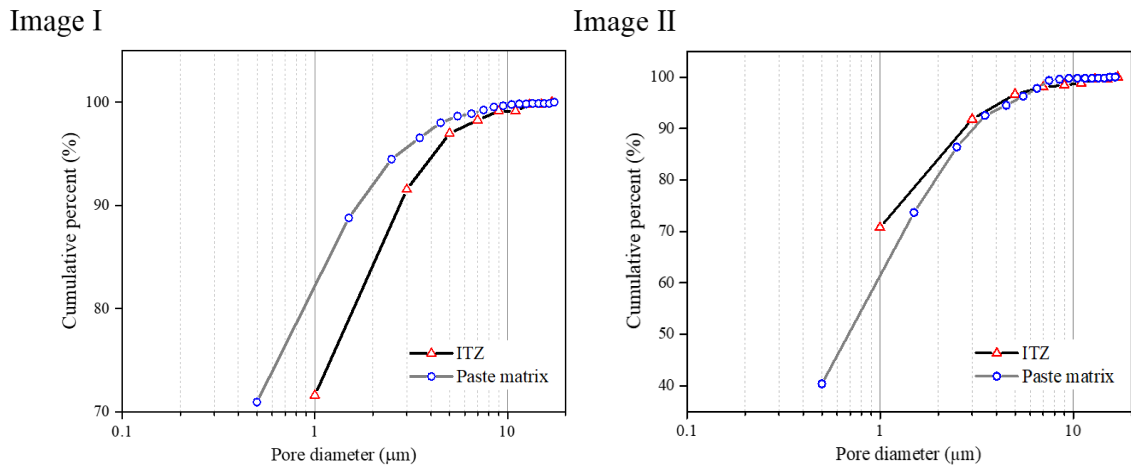 Image I
Image II
Cumulative percent (%)
100
90
80
70
0.1
1
10
Pore diameter (μm)
ITZ
Paste matrix
Cumulative percent (%)
100
90
80
70
60
50
40
0.1
1
10
Pore diameter (μm)
ITZ
Paste matrix